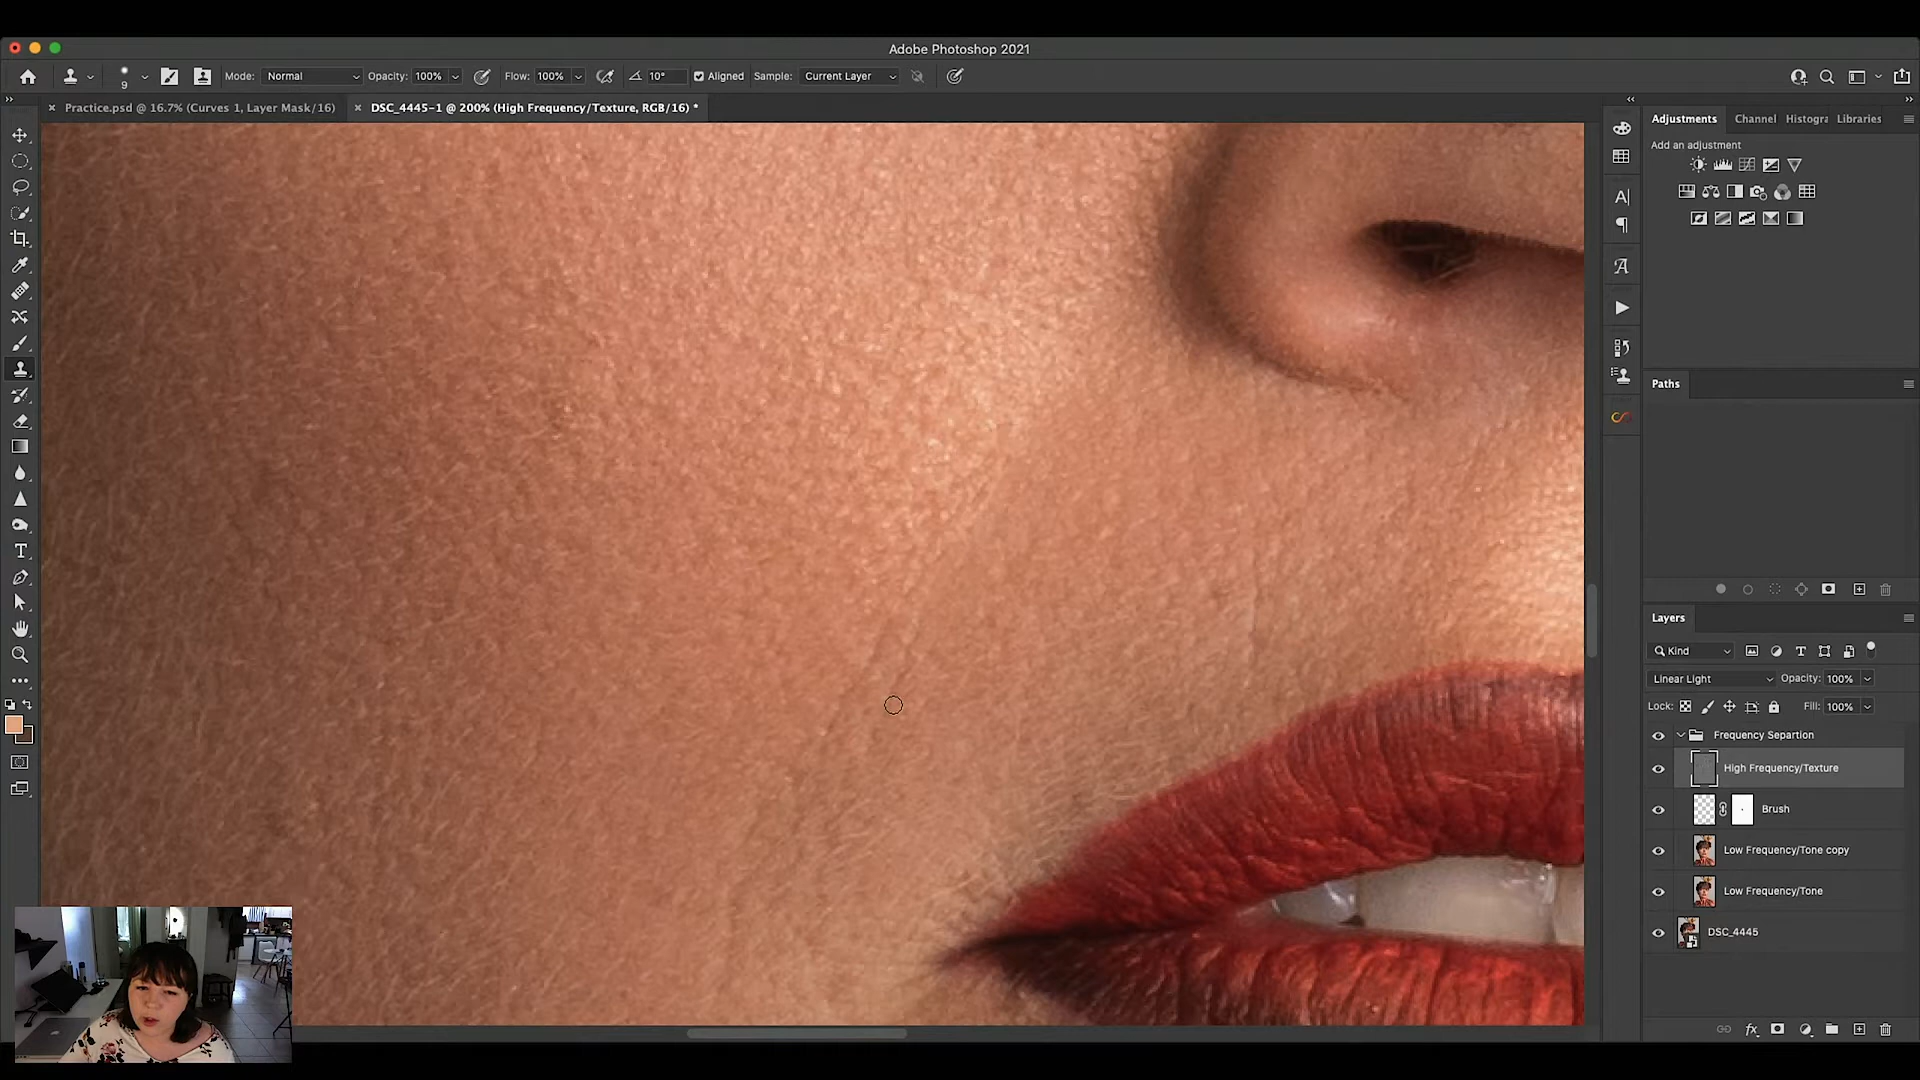 Adobe Photoshop 2021
9 Mode: Normal Opacity: 100% Flow: 100% 10° Aligned Sample: Current Layer
Practice.psd @ 16.7% (Curves 1, Layer Mask/16) DSC_4445-1 @ 200% (High Frequency/Texture, RGB/16) *
Adjustments Channel Histogra Libraries
Add an adjustment
Paths
Layers
Kind
Linear Light Opacity: 100%
Lock: Fill: 100%
Frequency Separtion
High Frequency/Texture
Brush
Low Frequency/Tone copy
Low Frequency/Tone
DSC_4445